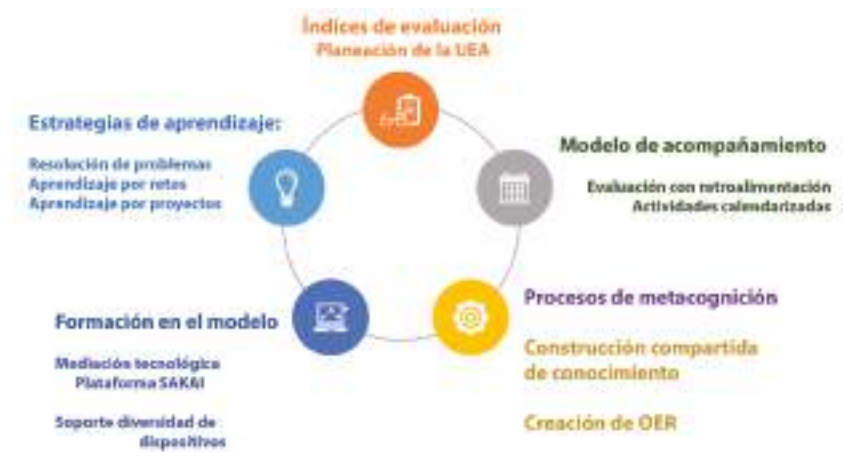 Índices de evaluación
Planeación de la UEA
Estrategias de aprendizaje:
Resolución de problemas
Aprendizaje por retos
Aprendizaje por proyectos
Modelo de acompañamiento
Evaluación con retroalimentación
Actividades calendarizadas
Procesos de metacognición
Construcción compartida
de conocimiento
Creación de OER
Formación en el modelo
Mediación tecnológica
Plataforma SAKAI
Soporte diversidad de
dispositivos